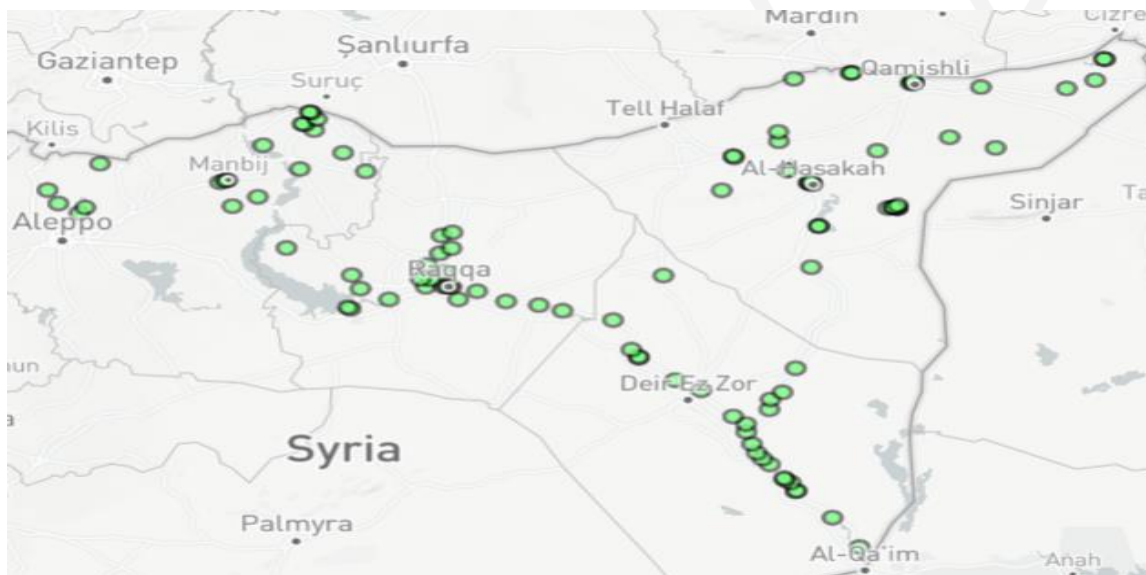 Mardin
Cizre
Gaziantep
Şanlıurfa
Suruç
Qamishli
Tell Halaf
Kilis
Manbij
Al-Hasakah
Aleppo
Sinjar
Raqqa
Deir Ez Zor
Syria
Palmyra
Al-Qa'im
Anah